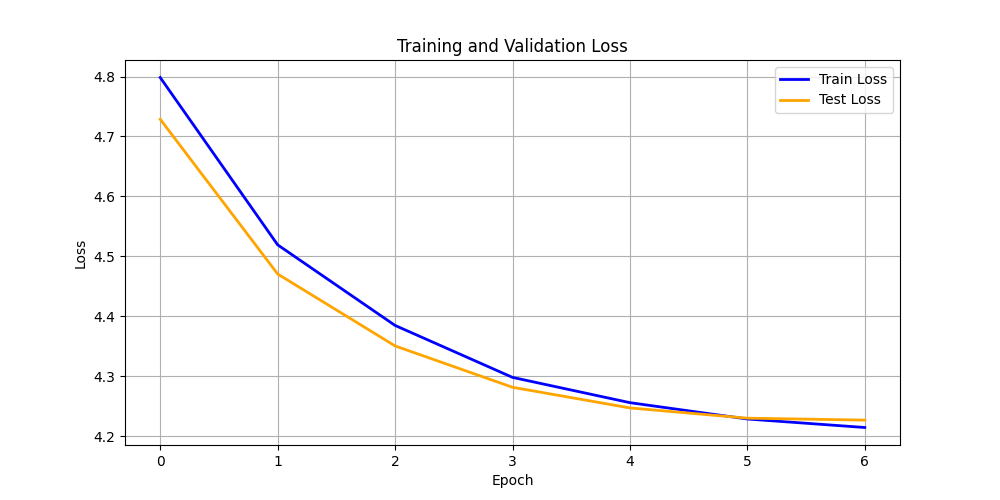 Training and Validation Loss
Train Loss
Test Loss
Loss
4.8
4.7
4.6
4.5
4.4
4.3
4.2
0 1 2 3 4 5 6
Epoch